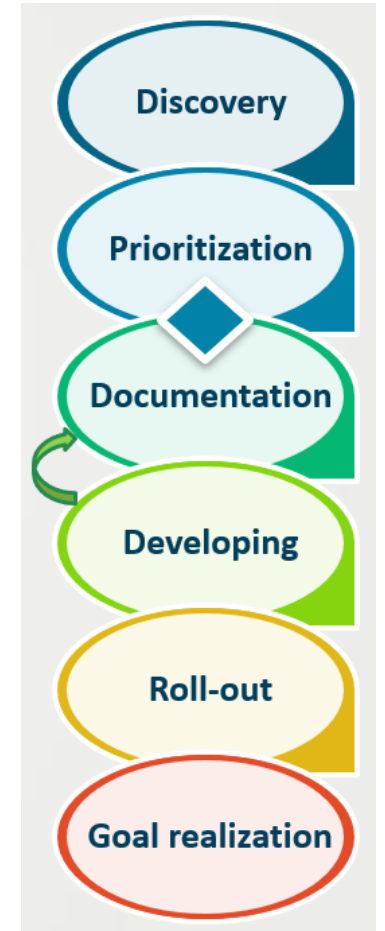 Discovery
Prioritization
Documentation
Developing
Roll-out
Goal realization